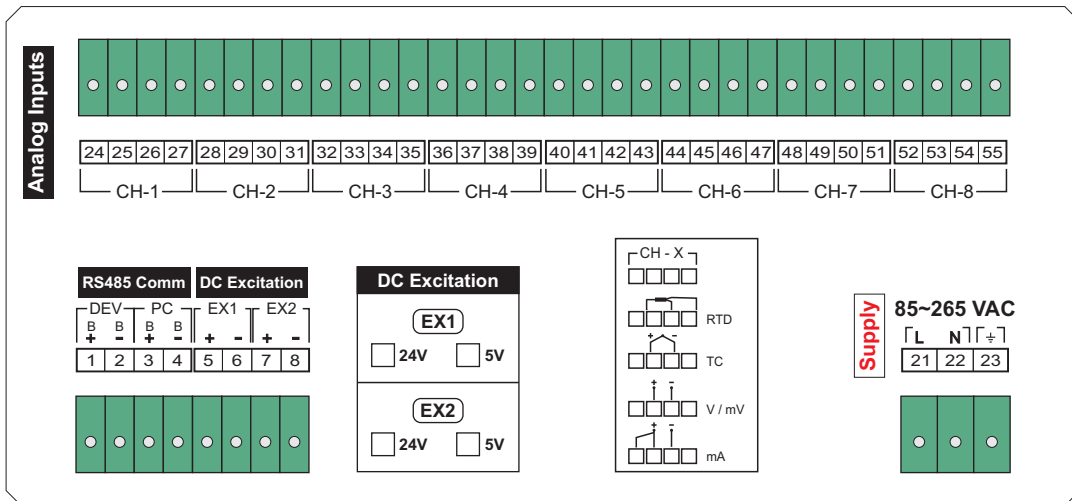 Analog Inputs
24 25 26 27 28 29 30 31 32 33 34 35 36 37 38 39 40 41 42 43 44 45 46 47 48 49 50 51 52 53 54 55
CH-1 CH-2 CH-3 CH-4 CH-5 CH-6 CH-7 CH-8
RS485 Comm DC Excitation
DEV PC EX1 EX2
B B B B
+ - + - + - + -
1 2 3 4 5 6 7 8
DC Excitation
EX1
24V 5V
EX2
24V 5V
CH - X
RTD
+ -
TC
+ -
V / mV
+ -
mA
Supply
85~265 VAC
L N
21 22 23